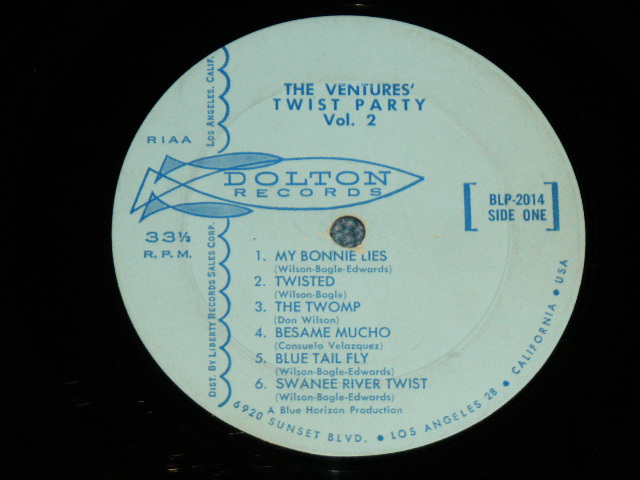 THE VENTURES'
TWIST PARTY
Vol. 2
RIAA
DOLTON
RECORDS
33⅓
R.P.M.
BLP-2014
SIDE ONE
1. MY BONNIE LIES
(Wilson-Bogle-Edwards)
2. TWISTED
(Wilson-Bogle)
3. THE TWOMP
(Don Wilson)
4. BESAME MUCHO
(Consuelo Velazquez)
5. BLUE TAIL FLY
(Wilson-Bogle-Edwards)
6. SWANEE RIVER TWIST
(Wilson-Bogle-Edwards)
A Blue Horizon Production
DIST. BY LIBERTY RECORDS SALES CORP.
LOS ANGELES, CALIF.
6920 SUNSET BLVD. • LOS ANGELES 28 • CALIFORNIA • USA